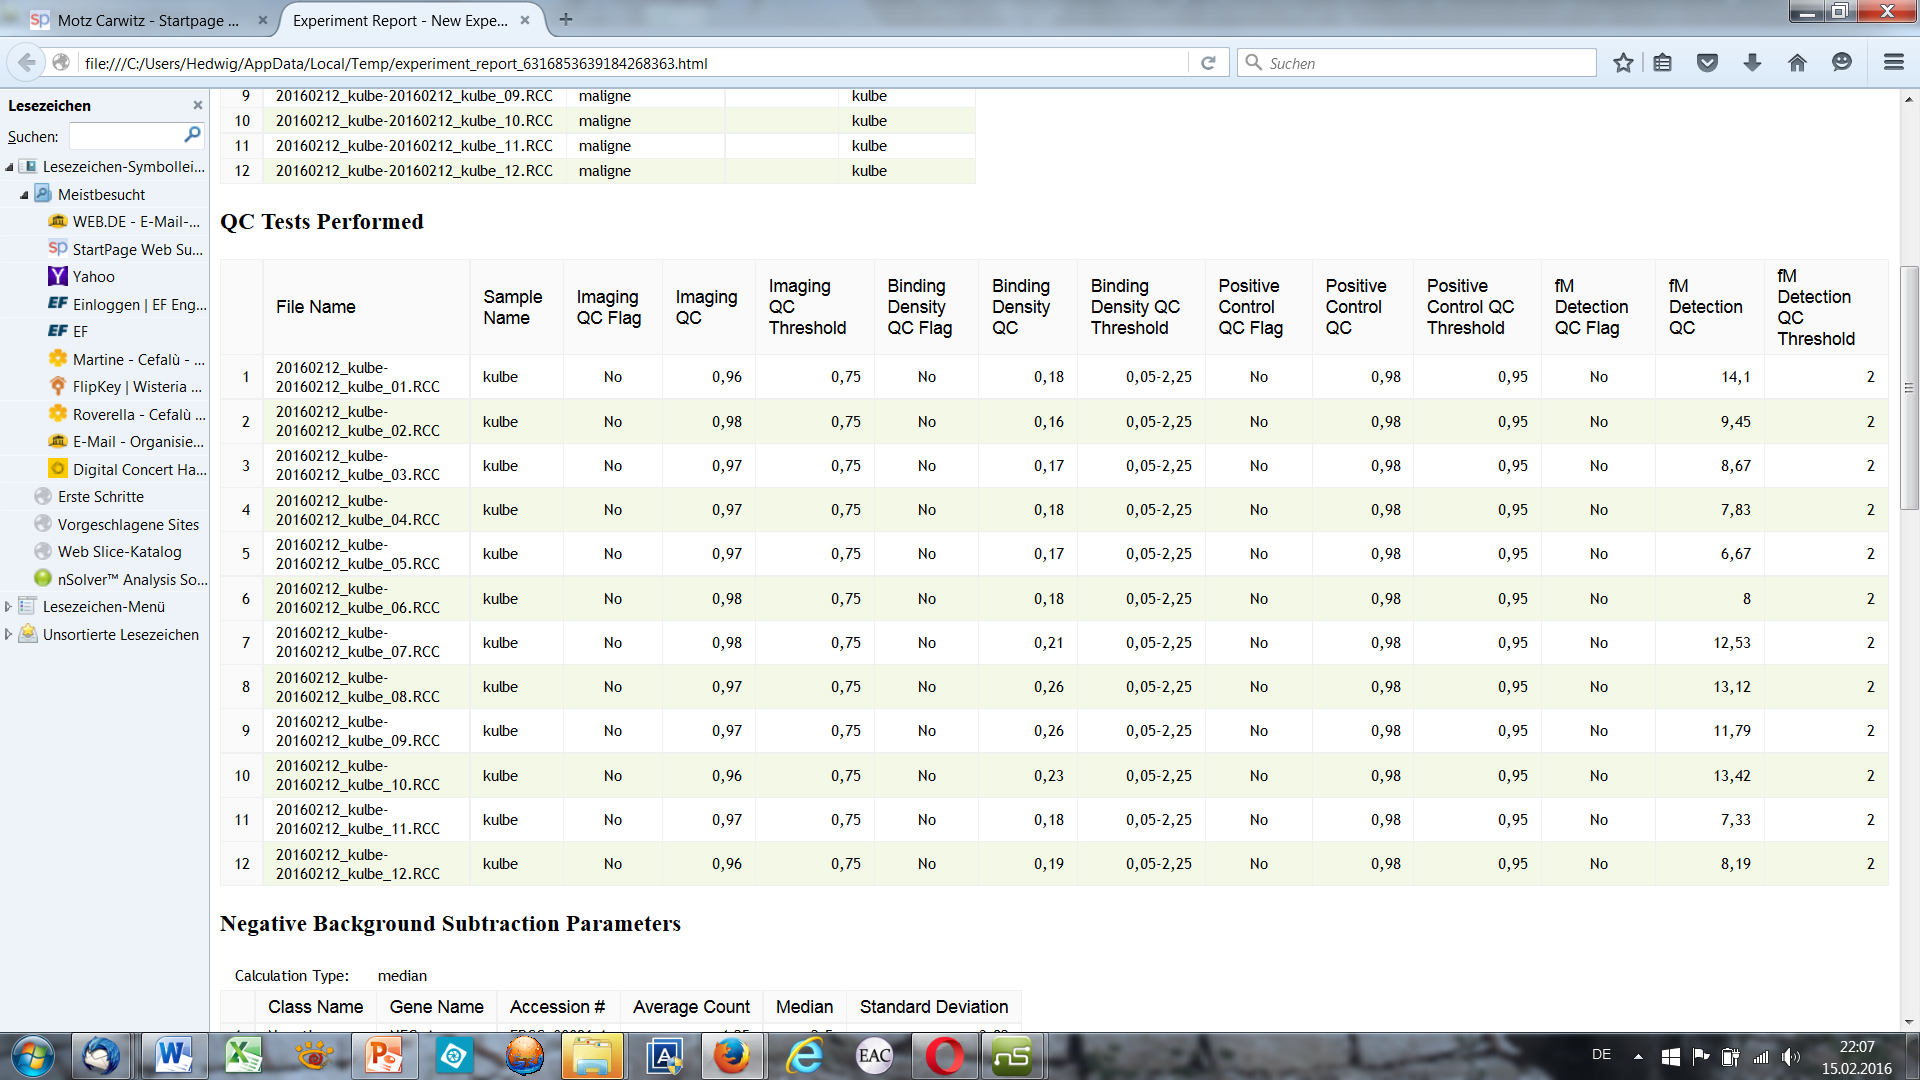 Motz Carwitz - Startpage ...
Experiment Report - New Expe...
file:///C:/Users/Hedwig/AppData/Local/Temp/experiment_report_6316853639184268363.html
Suchen
Lesezeichen
Suchen:
Lesezeichen-Symbollei...
Meistbesucht
WEB.DE - E-Mail-...
StartPage Web Su...
Yahoo
Einloggen | EF Eng...
EF
Martine - Cefalù - ...
FlipKey | Wisteria ...
Roverella - Cefalù ...
E-Mail - Organisie...
Digital Concert Ha...
Erste Schritte
Vorgeschlagene Sites
Web Slice-Katalog
nSolver™ Analysis So...
Lesezeichen-Menü
Unsortierte Lesezeichen
9 20160212_kulbe-20160212_kulbe_09.RCC maligne kulbe
10 20160212_kulbe-20160212_kulbe_10.RCC maligne kulbe
11 20160212_kulbe-20160212_kulbe_11.RCC maligne kulbe
12 20160212_kulbe-20160212_kulbe_12.RCC maligne kulbe
QC Tests Performed
File Name Sample Name Imaging QC Flag Imaging QC Imaging QC Threshold Binding Density QC Flag Binding Density QC Binding Density QC Threshold Positive Control QC Flag Positive Control QC Positive Control QC Threshold fM Detection QC Flag fM Detection QC fM Detection QC Threshold
1 20160212_kulbe-20160212_kulbe_01.RCC kulbe No 0,96 0,75 No 0,18 0,05-2,25 No 0,98 0,95 No 14,1 2
2 20160212_kulbe-20160212_kulbe_02.RCC kulbe No 0,98 0,75 No 0,16 0,05-2,25 No 0,98 0,95 No 9,45 2
3 20160212_kulbe-20160212_kulbe_03.RCC kulbe No 0,97 0,75 No 0,17 0,05-2,25 No 0,98 0,95 No 8,67 2
4 20160212_kulbe-20160212_kulbe_04.RCC kulbe No 0,97 0,75 No 0,18 0,05-2,25 No 0,98 0,95 No 7,83 2
5 20160212_kulbe-20160212_kulbe_05.RCC kulbe No 0,97 0,75 No 0,17 0,05-2,25 No 0,98 0,95 No 6,67 2
6 20160212_kulbe-20160212_kulbe_06.RCC kulbe No 0,98 0,75 No 0,18 0,05-2,25 No 0,98 0,95 No 8 2
7 20160212_kulbe-20160212_kulbe_07.RCC kulbe No 0,98 0,75 No 0,21 0,05-2,25 No 0,98 0,95 No 12,53 2
8 20160212_kulbe-20160212_kulbe_08.RCC kulbe No 0,97 0,75 No 0,26 0,05-2,25 No 0,98 0,95 No 13,12 2
9 20160212_kulbe-20160212_kulbe_09.RCC kulbe No 0,97 0,75 No 0,26 0,05-2,25 No 0,98 0,95 No 11,79 2
10 20160212_kulbe-20160212_kulbe_10.RCC kulbe No 0,96 0,75 No 0,23 0,05-2,25 No 0,98 0,95 No 13,42 2
11 20160212_kulbe-20160212_kulbe_11.RCC kulbe No 0,97 0,75 No 0,18 0,05-2,25 No 0,98 0,95 No 7,33 2
12 20160212_kulbe-20160212_kulbe_12.RCC kulbe No 0,96 0,75 No 0,19 0,05-2,25 No 0,98 0,95 No 8,19 2
Negative Background Subtraction Parameters
Calculation Type: median
Class Name Gene Name Accession # Average Count Median Standard Deviation
EAC
DE
22:07
15.02.2016